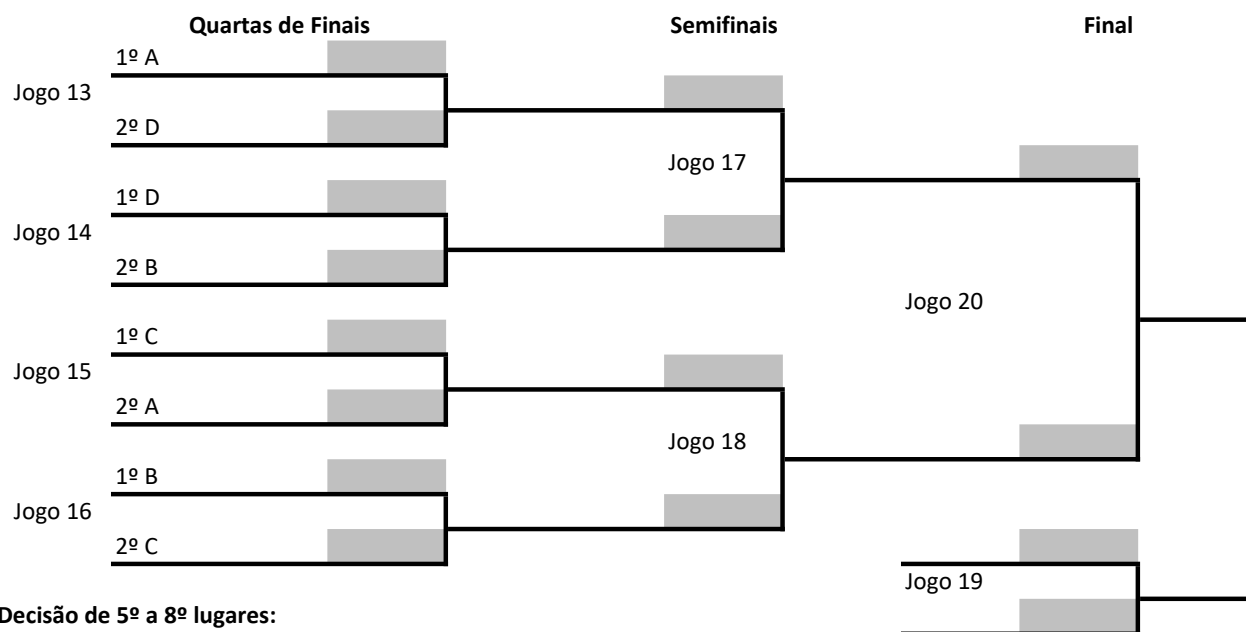 Quartas de Finais
Semifinais
Final
1º A
Jogo 13
2º D
Jogo 17
1º D
Jogo 14
2º B
Jogo 20
1º C
Jogo 15
2º A
Jogo 18
1º B
Jogo 16
2º C
Jogo 19
Decisão de 5º a 8º lugares: